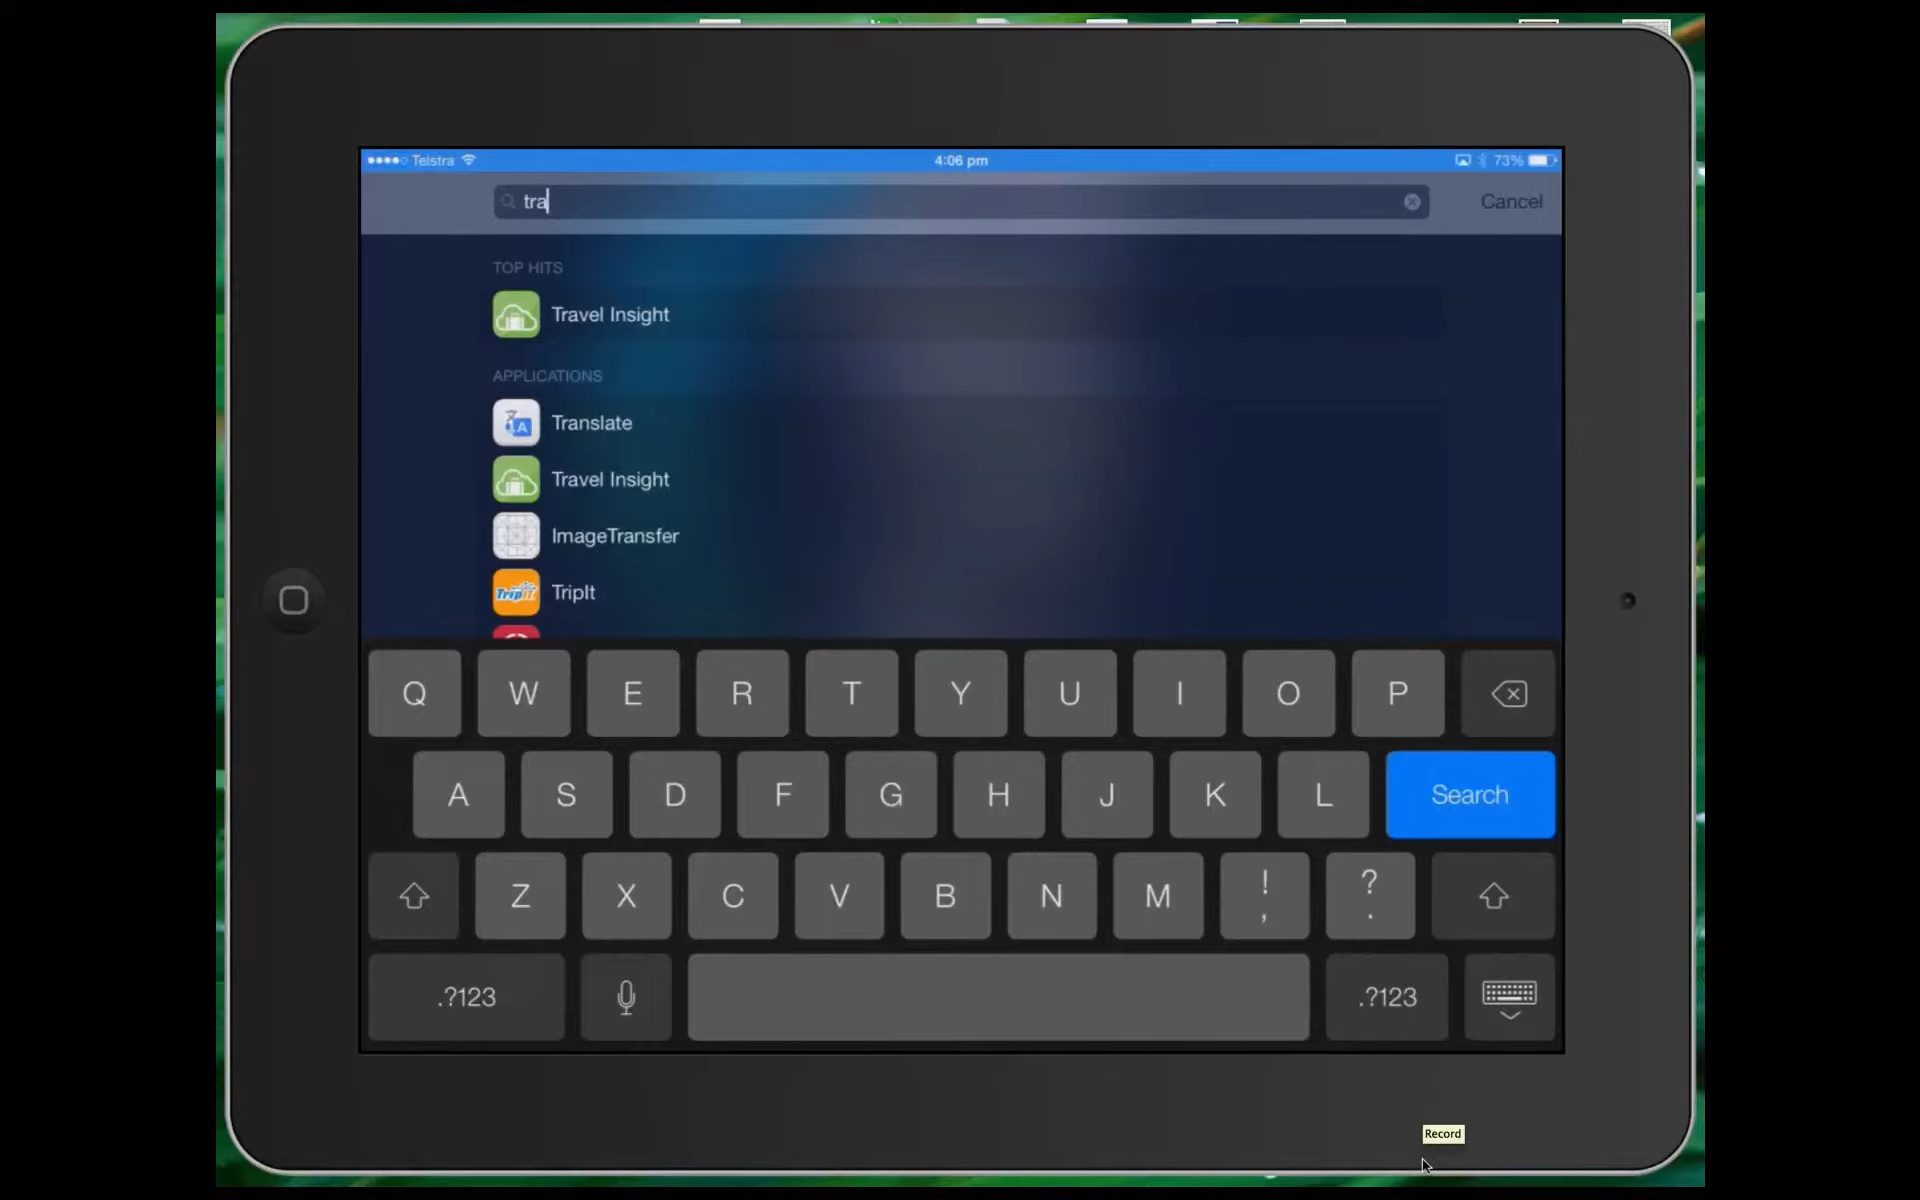 Telstra
4:06 pm
73%
tra
Cancel
TOP HITS
Travel Insight
APPLICATIONS
A
Translate
Travel Insight
ImageTransfer
TripIt
TripIt
Q W E R T Y U I O P
A S D F G H J K L Search
Z X C V B N M ! , ? .
.?123 .?123
Record